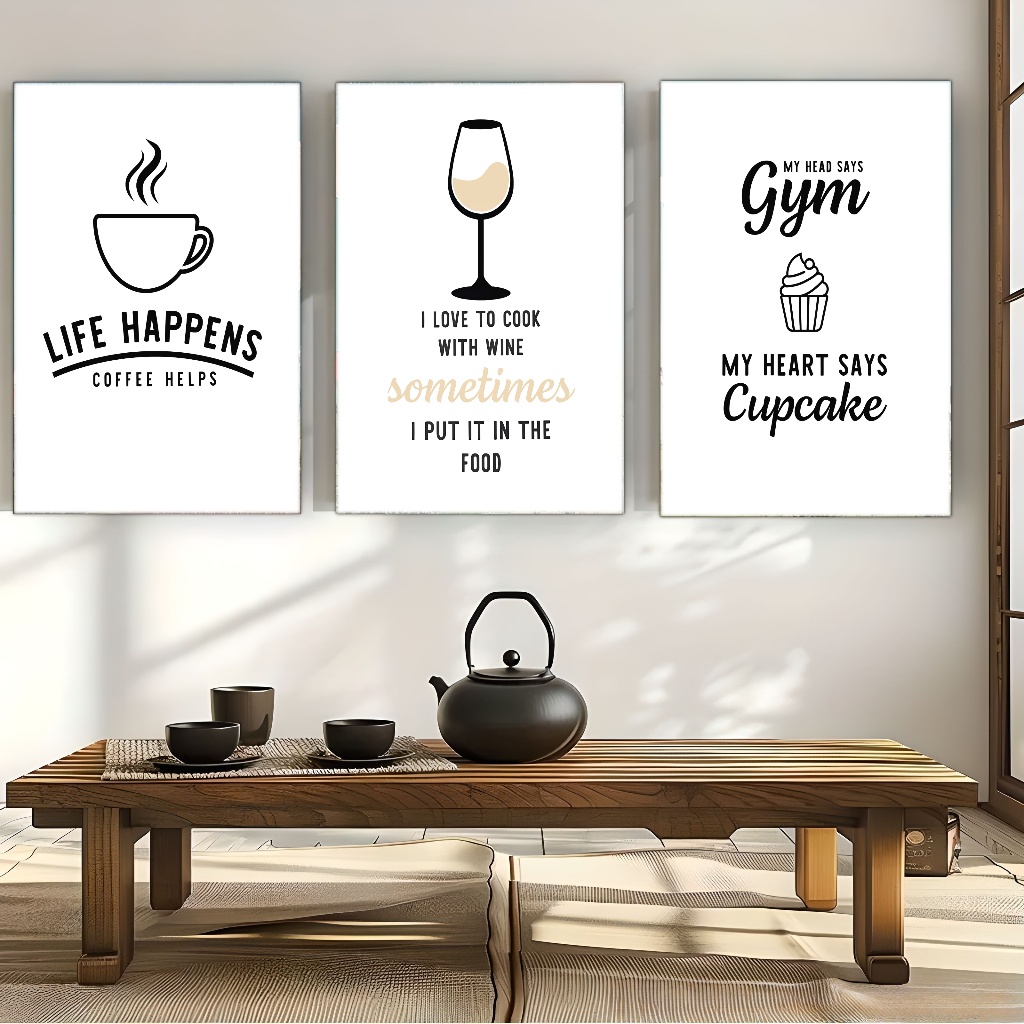 LIFE HAPPENS
COFFEE HELPS
I LOVE TO COOK
WITH WINE
sometimes
I PUT IT IN THE
FOOD
MY HEAD SAYS
Gym
MY HEART SAYS
Cupcake